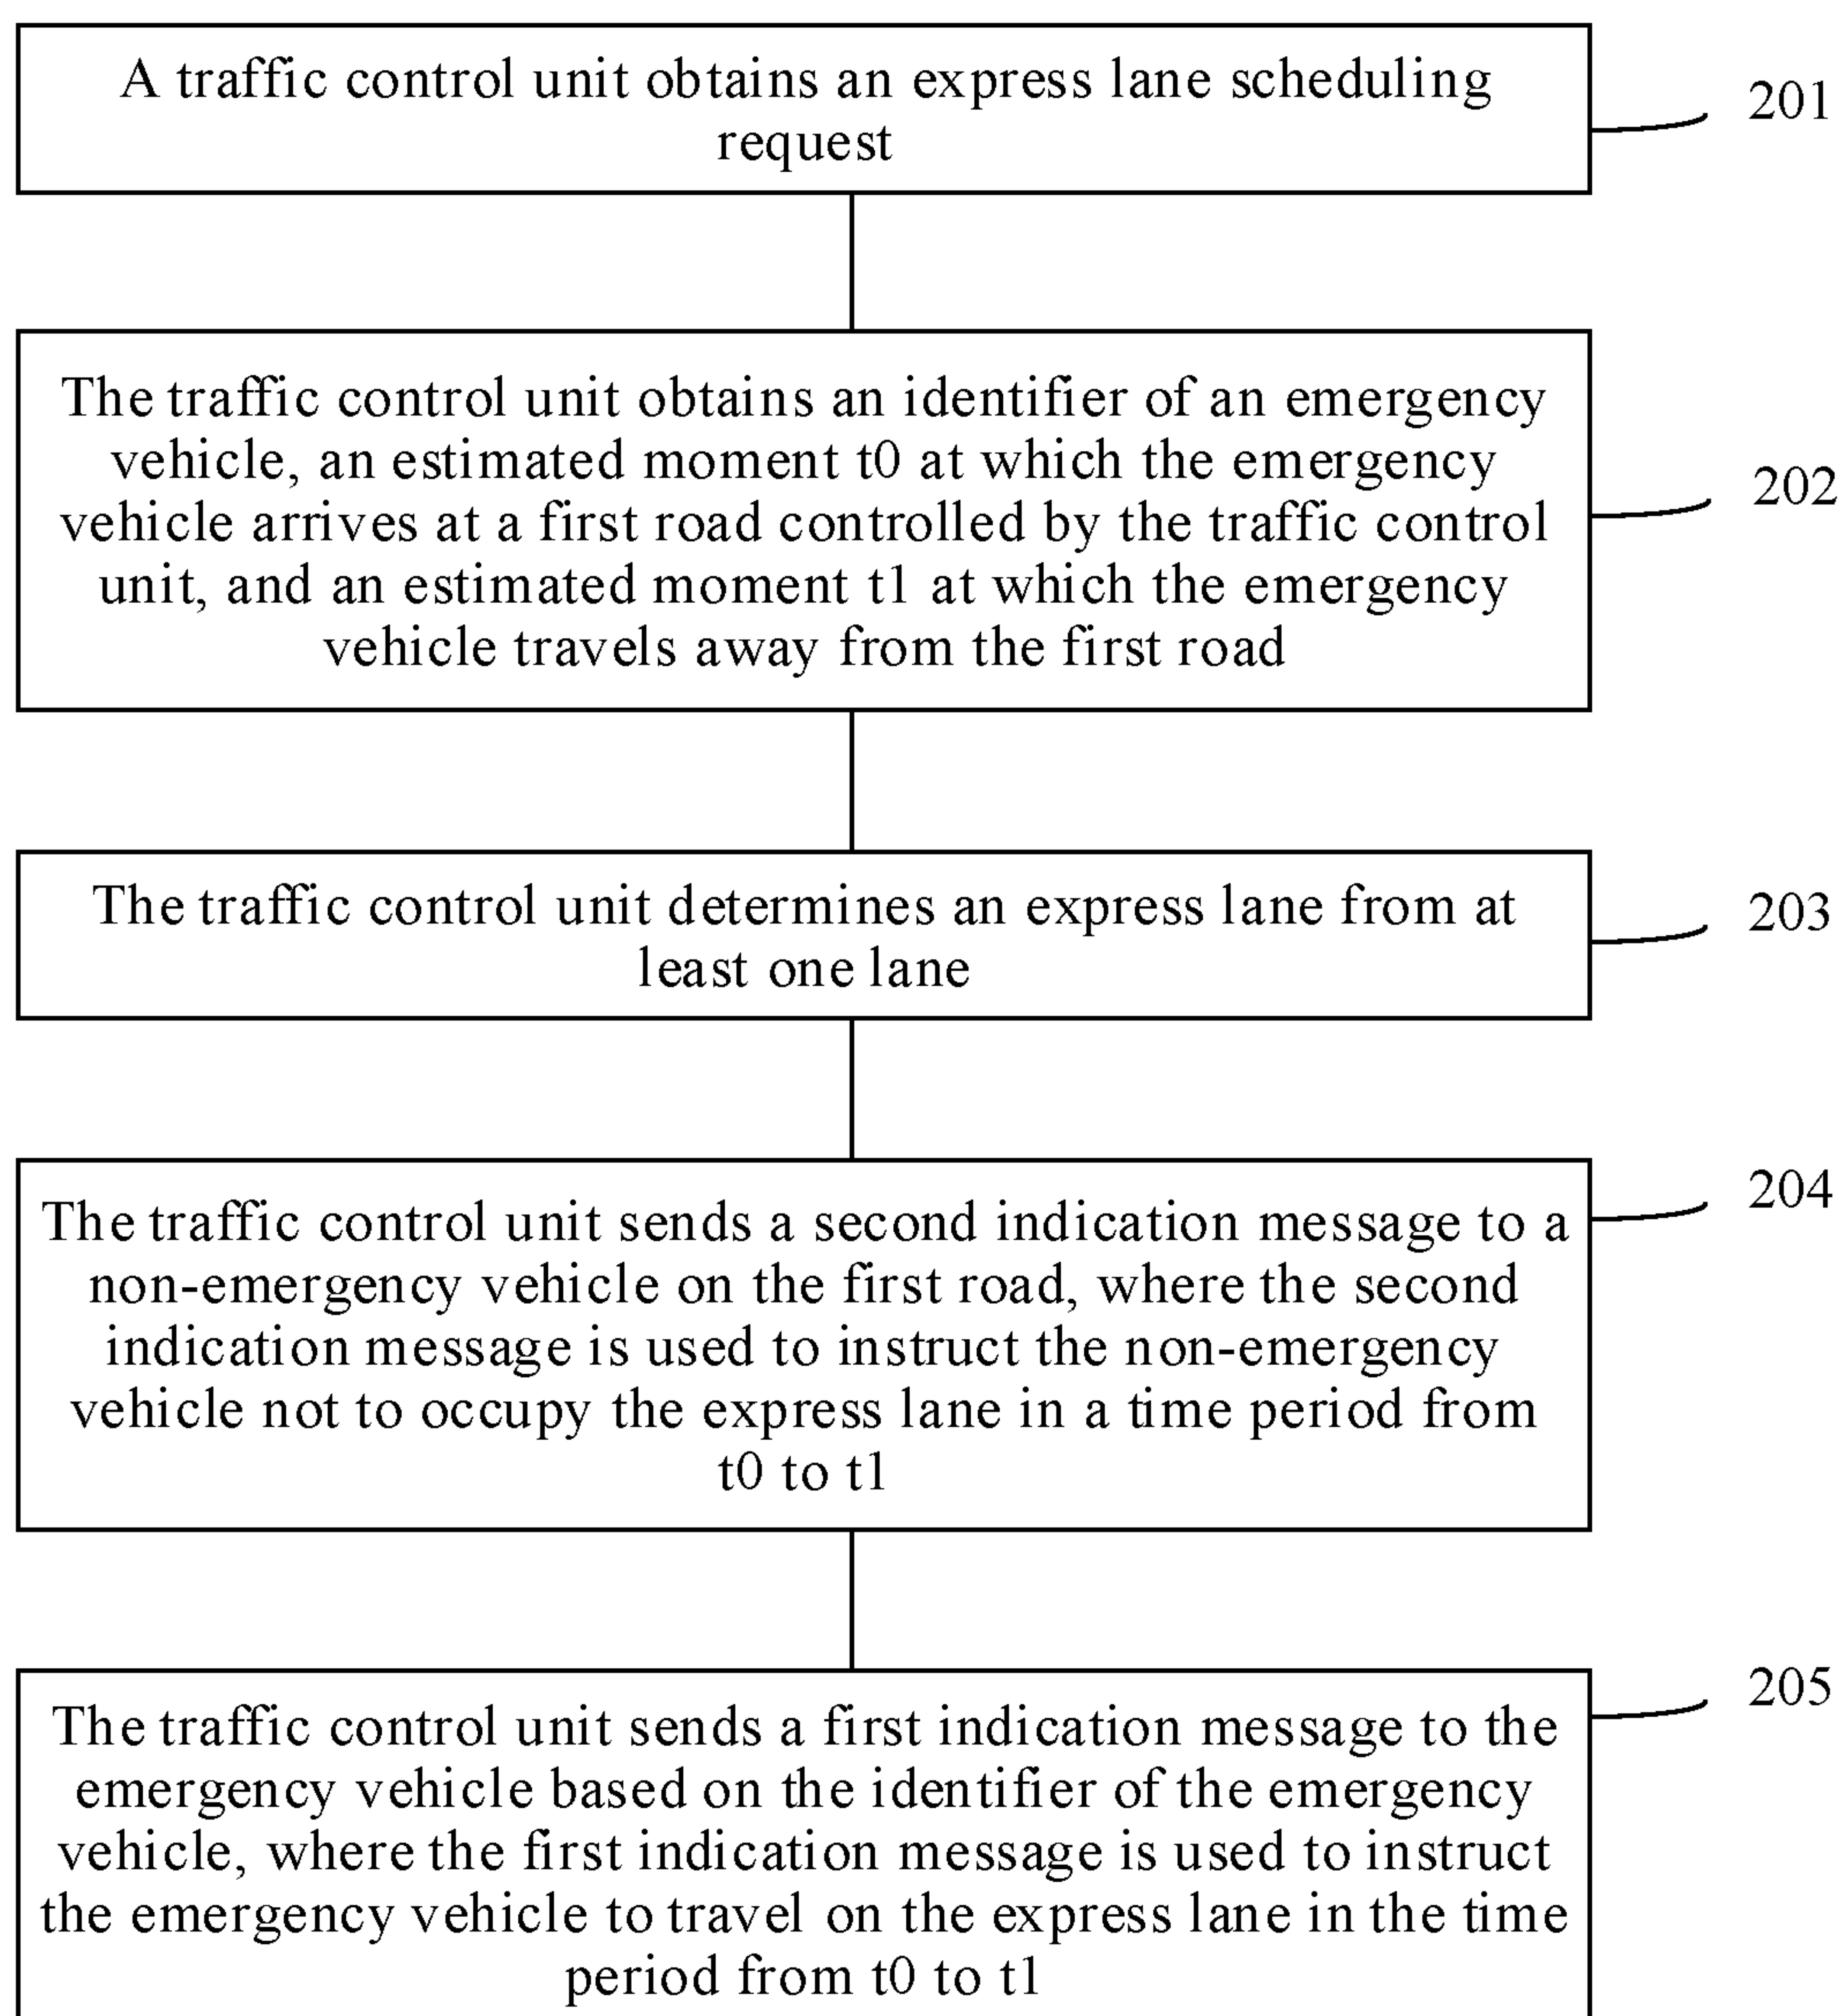 A traffic control unit obtains an express lane scheduling
request
201
The traffic control unit obtains an identifier of an emergency
vehicle, an estimated moment t0 at which the emergency
vehicle arrives at a first road controlled by the traffic control
unit, and an estimated moment t1 at which the emergency
vehicle travels away from the first road
202
The traffic control unit determines an express lane from at
least one lane
203
The traffic control unit sends a second indication message to a
non-emergency vehicle on the first road, where the second
indication message is used to instruct the non-emergency
vehicle not to occupy the express lane in a time period from
t0 to t1
204
The traffic control unit sends a first indication message to the
emergency vehicle based on the identifier of the emergency
vehicle, where the first indication message is used to instruct
the emergency vehicle to travel on the express lane in the time
period from t0 to t1
205